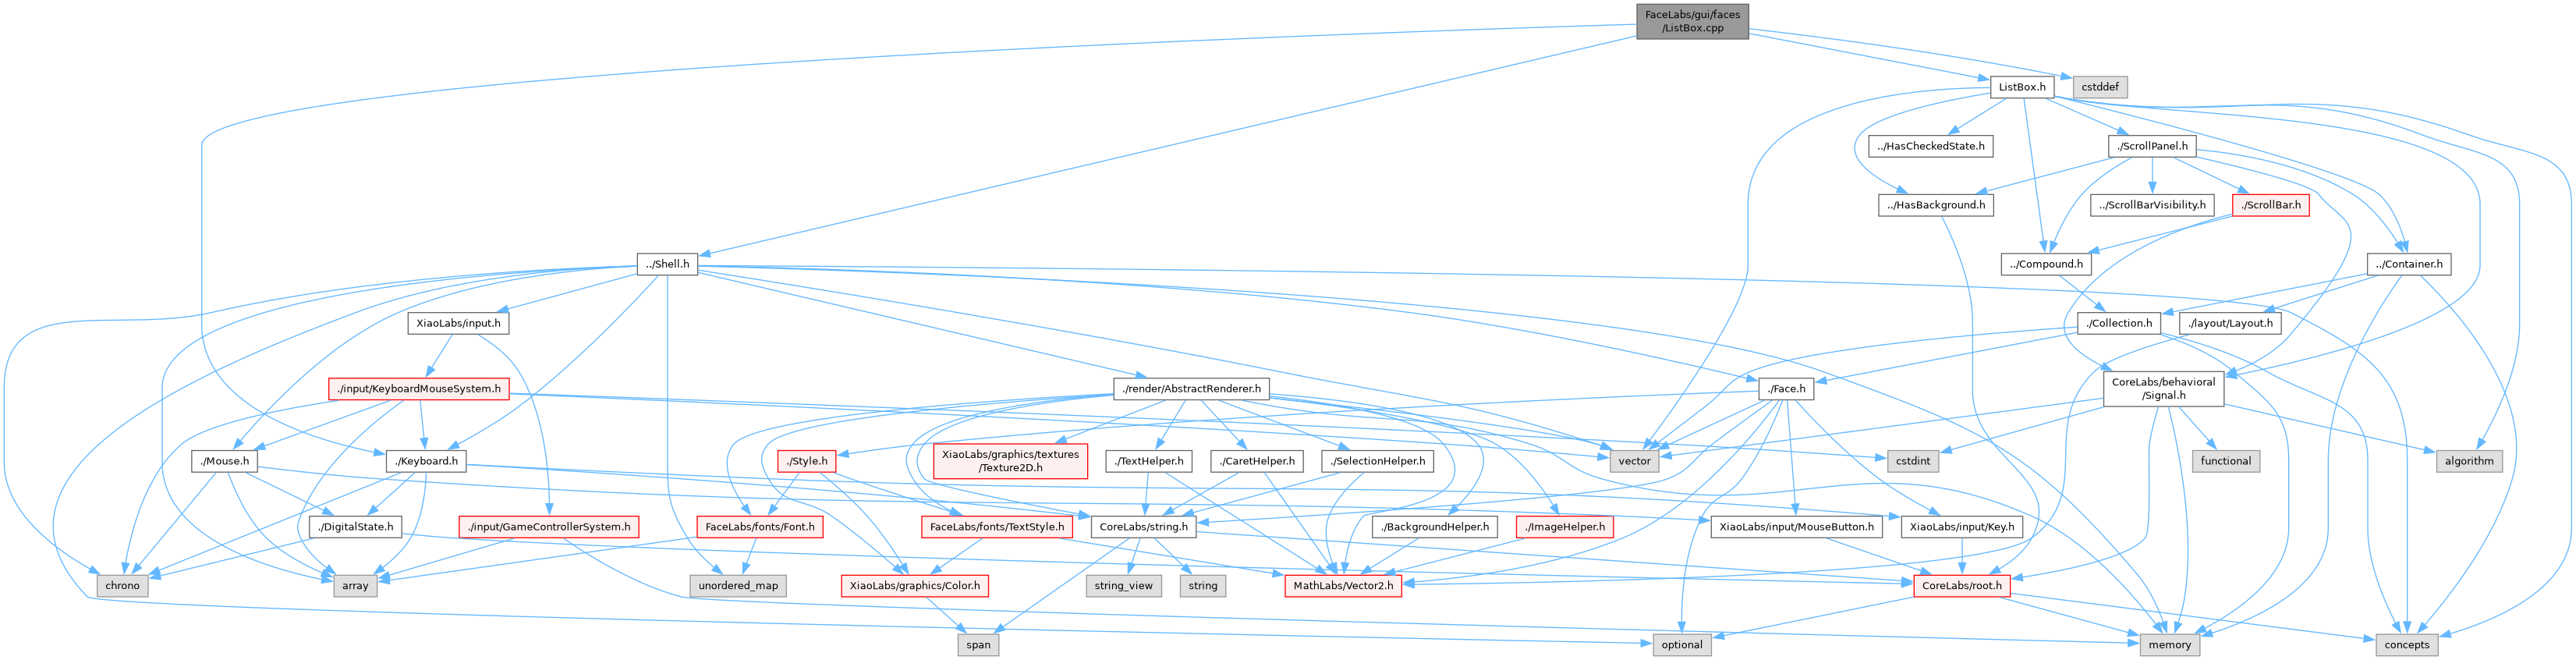 FaceLabs/gui/faces
/ListBox.cpp
ListBox.h
cstddef
../HasCheckedState.h
./ScrollPanel.h
../HasBackground.h
../ScrollBarVisibility.h
./ScrollBar.h
../Shell.h
../Compound.h
../Container.h
XiaoLabs/input.h
./Collection.h
./layout/Layout.h
./input/KeyboardMouseSystem.h
./render/AbstractRenderer.h
./Face.h
CoreLabs/behavioral
/Signal.h
./Mouse.h
./Keyboard.h
./Style.h
XiaoLabs/graphics/textures
/Texture2D.h
./TextHelper.h
./CaretHelper.h
./SelectionHelper.h
vector
cstdint
functional
algorithm
./DigitalState.h
./input/GameControllerSystem.h
FaceLabs/fonts/Font.h
FaceLabs/fonts/TextStyle.h
CoreLabs/string.h
./BackgroundHelper.h
./ImageHelper.h
XiaoLabs/input/MouseButton.h
XiaoLabs/input/Key.h
chrono
array
unordered_map
XiaoLabs/graphics/Color.h
string_view
string
MathLabs/Vector2.h
CoreLabs/root.h
span
optional
memory
concepts